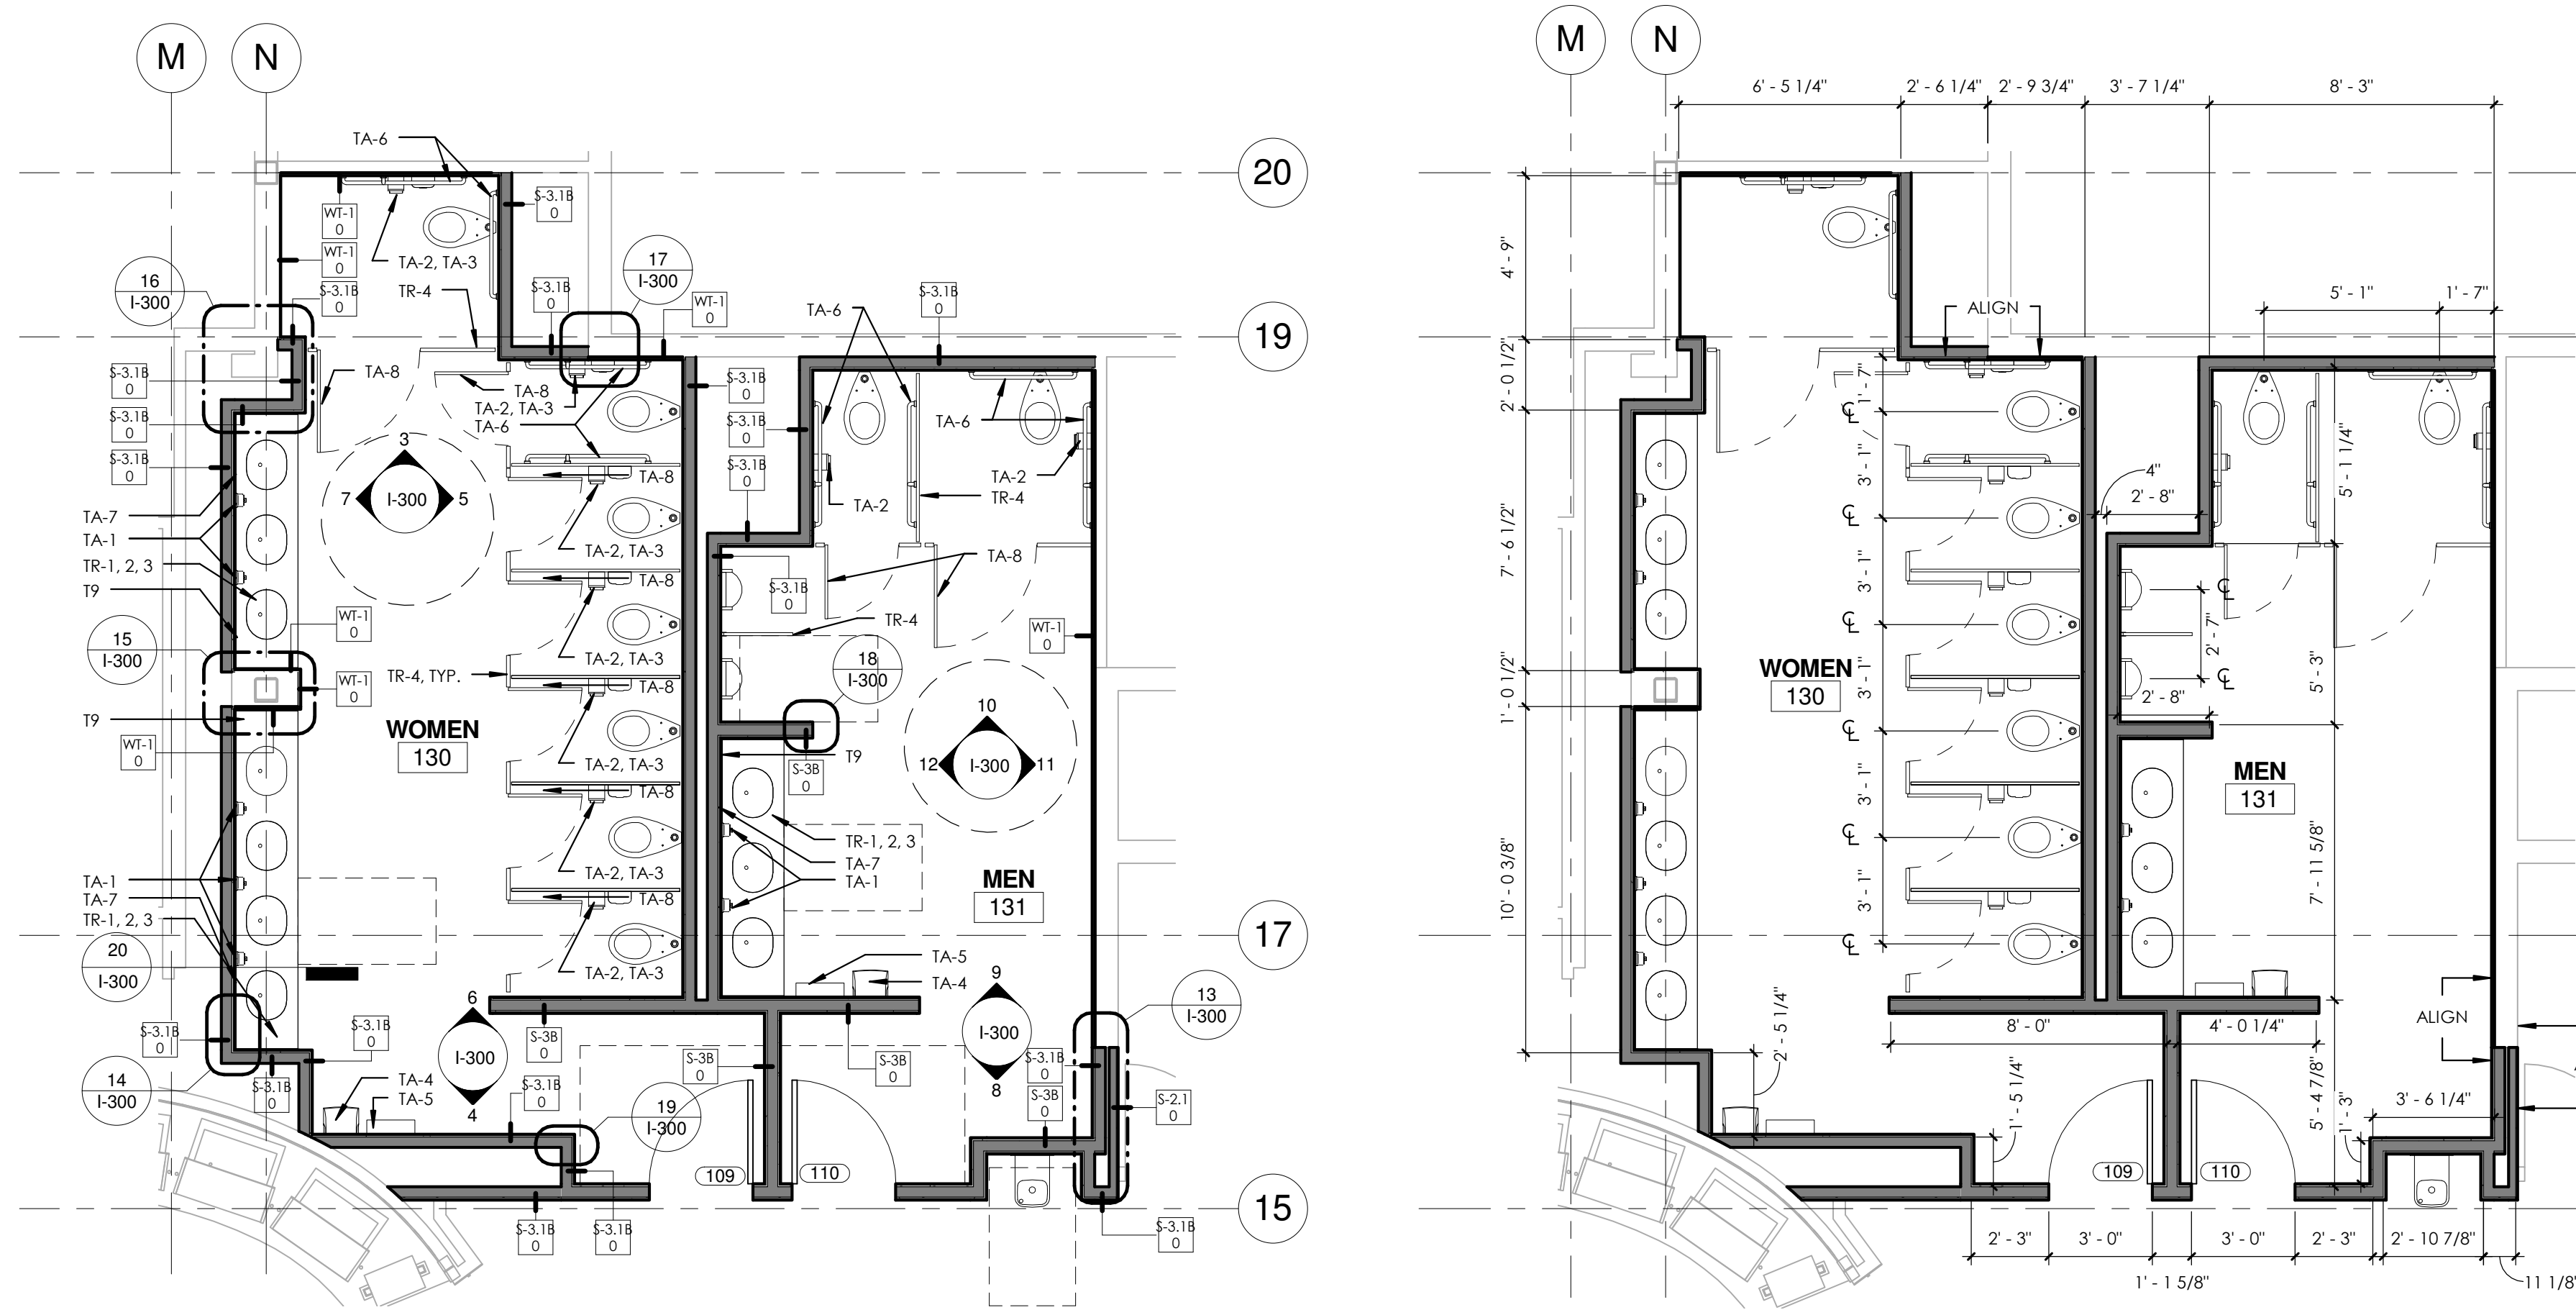 M
N
20
19
17
15
TA-6
S-3.1B
0
WT-1
0
WT-1
0
TA-2, TA-3
16
I-300
S-3.1B
0
TR-4
S-3.1B
0
17
I-300
WT-1
0
TA-6
S-3.1B
0
S-3.1B
0
TA-8
TA-8
TA-2, TA-3
TA-6
S-3.1B
0
S-3.1B
0
S-3.1B
0
S-3.1B
0
S-3.1B
0
TA-6
TA-2
TR-4
TA-2
3
7
I-300
5
TA-8
TA-7
TA-1
TR-1, 2, 3
T9
TA-2, TA-3
TA-8
TA-8
S-3.1B
0
TR-4
WT-1
0
WT-1
0
15
I-300
TA-2, TA-3
18
I-300
TR-4, TYP.
TA-8
WT-1
0
T9
WOMEN
130
WT-1
0
TA-2, TA-3
T9
S-3B
0
10
12
I-300
11
TA-8
TR-1, 2, 3
TA-7
TA-1
TA-2, TA-3
MEN
131
TA-1
TA-7
TR-1, 2, 3
TA-8
20
I-300
TA-2, TA-3
TA-5
TA-4
9
I-300
8
13
I-300
6
I-300
4
S-3.1B
0
S-3.1B
0
S-3B
0
S-3B
0
S-3B
0
S-3.1B
0
S-3B
0
S-2.1
0
14
I-300
S-3.1B
0
TA-4
TA-5
S-3.1B
0
19
I-300
109
110
S-3.1B
0
S-3.1B
0
S-3.1B
0
M
N
6' - 5 1/4"
2' - 6 1/4"
2' - 9 3/4"
3' - 7 1/4"
8' - 3"
4' - 9"
2' - 0 1/2"
7' - 6 1/2"
1' - 0 1/2"
10' - 0 3/8"
ALIGN
5' - 1"
1' - 7"
1' - 7"
3' - 1"
3' - 1"
3' - 1"
3' - 1"
3' - 1"
4"
2' - 8"
5' - 1 1/4"
2' - 7"
5' - 3"
2' - 8"
WOMEN
130
MEN
131
7' - 11 5/8"
ALIGN
8' - 0"
4' - 0 1/4"
2' - 5 1/4"
1' - 5 1/4"
5' - 4 7/8"
1' - 3"
3' - 6 1/4"
109
110
2' - 3"
3' - 0"
3' - 0"
2' - 3"
2' - 10 7/8"
1' - 1 5/8"
11 1/8"